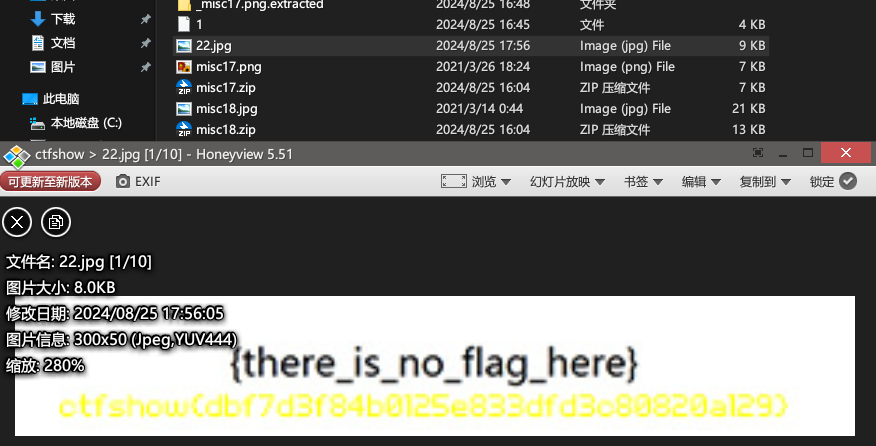 _misc17.png.extracted 2024/8/25 16:48 文件夹
下载
1 2024/8/25 16:45 文件 4 KB
文档
22.jpg 2024/8/25 17:56 Image (jpg) File 9 KB
图片
misc17.png 2021/3/26 18:24 Image (png) File 7 KB
此电脑
misc17.zip 2024/8/25 16:04 ZIP 压缩文件 7 KB
本地磁盘 (C:)
misc18.jpg 2021/3/14 0:44 Image (jpg) File 21 KB
ZIP
misc18.zip 2024/8/25 16:04 ZIP 压缩文件 13 KB
ZIP
ctfshow > 22.jpg [1/10] - Honeyview 5.51
可更新至新版本 EXIF 浏览 幻灯片放映 书签 编辑 复制到 锁定
文件名: 22.jpg [1/10]
图片大小: 8.0KB
修改日期: 2024/08/25 17:56:05
图片信息: 300x50 (Jpeg,YUV444)
缩放: 280%
{there_is_no_flag_here}
ctfshow{dbf7d3f84b0125e833dfd3c80820a129}